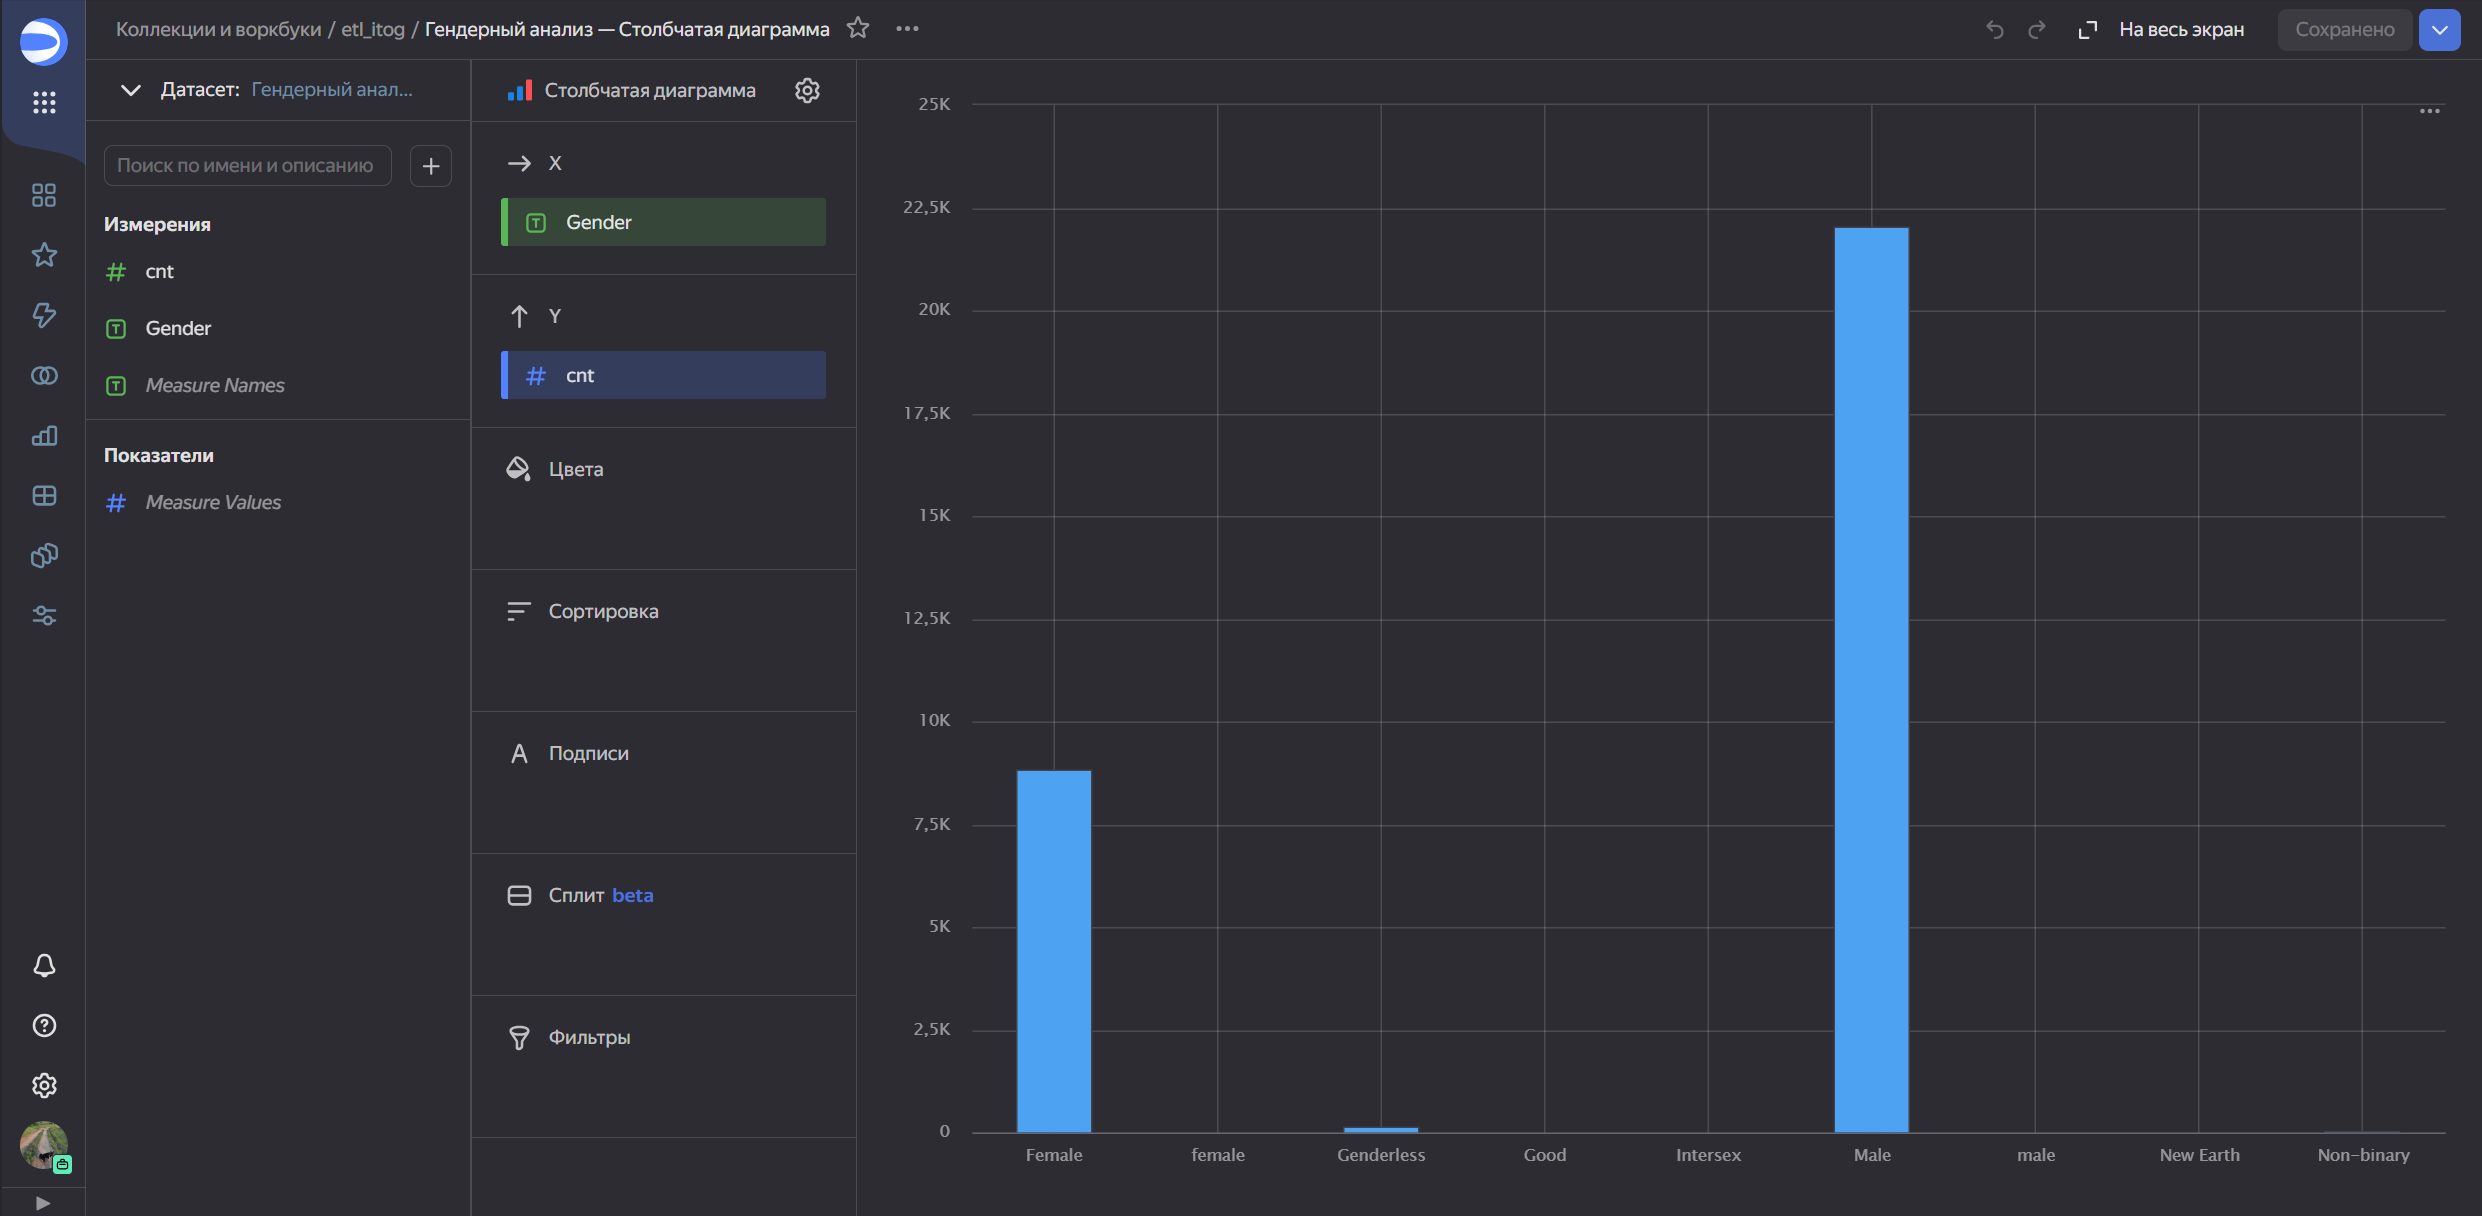 Коллекции и воркбуки / etl_itog / Гендерный анализ — Столбчатая диаграмма
На весь экран
Сохранено
Датасет: Гендерный анал...
Поиск по имени и описанию
Измерения
cnt
Gender
Measure Names
Показатели
Measure Values
Столбчатая диаграмма
X
Gender
Y
cnt
Цвета
Сортировка
Подписи
Сплит beta
Фильтры
25K
22,5K
20K
17,5K
15K
12,5K
10K
7,5K
5K
2,5K
0
Female female Genderless Good Intersex Male male New Earth Non-binary